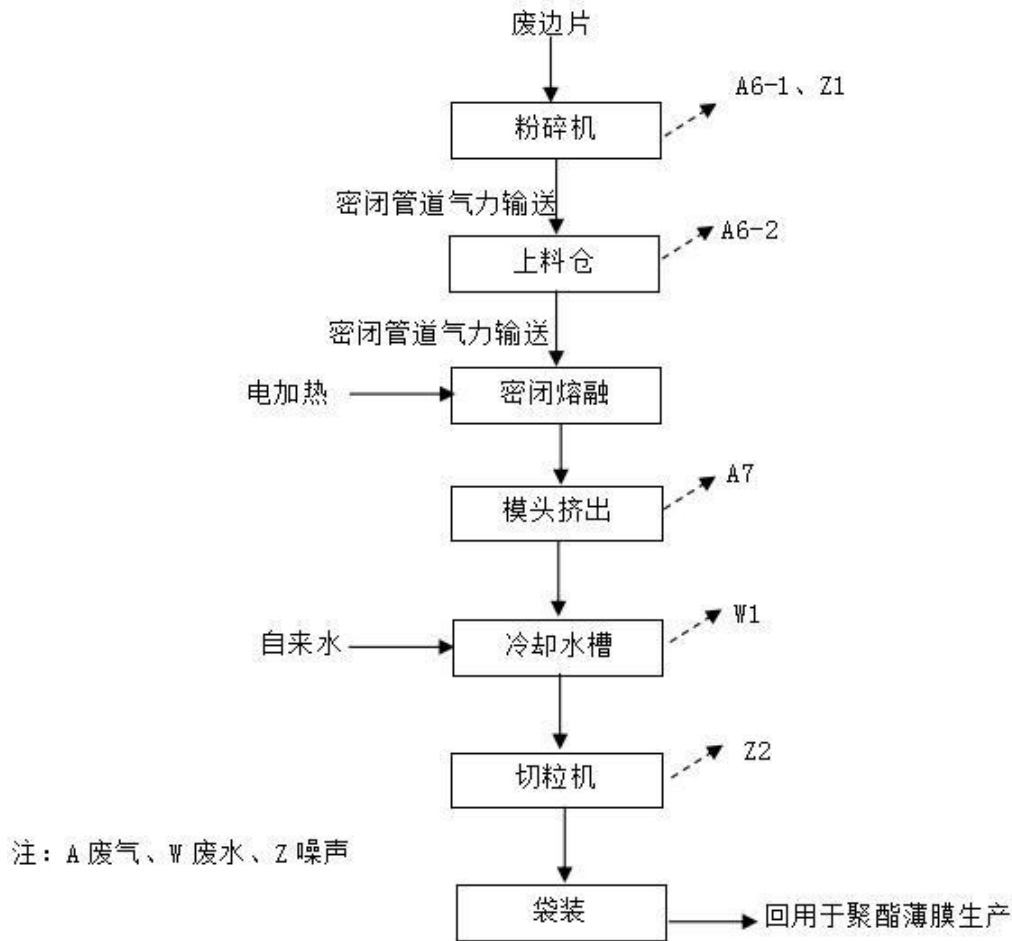 废边片
粉碎机
A6-1、Z1
密闭管道气力输送
上料仓
A6-2
密闭管道气力输送
电加热
密闭熔融
模头挤出
A7
自来水
冷却水槽
W1
切粒机
Z2
注：A 废气、W 废水、Z 噪声
袋装
回用于聚酯薄膜生产